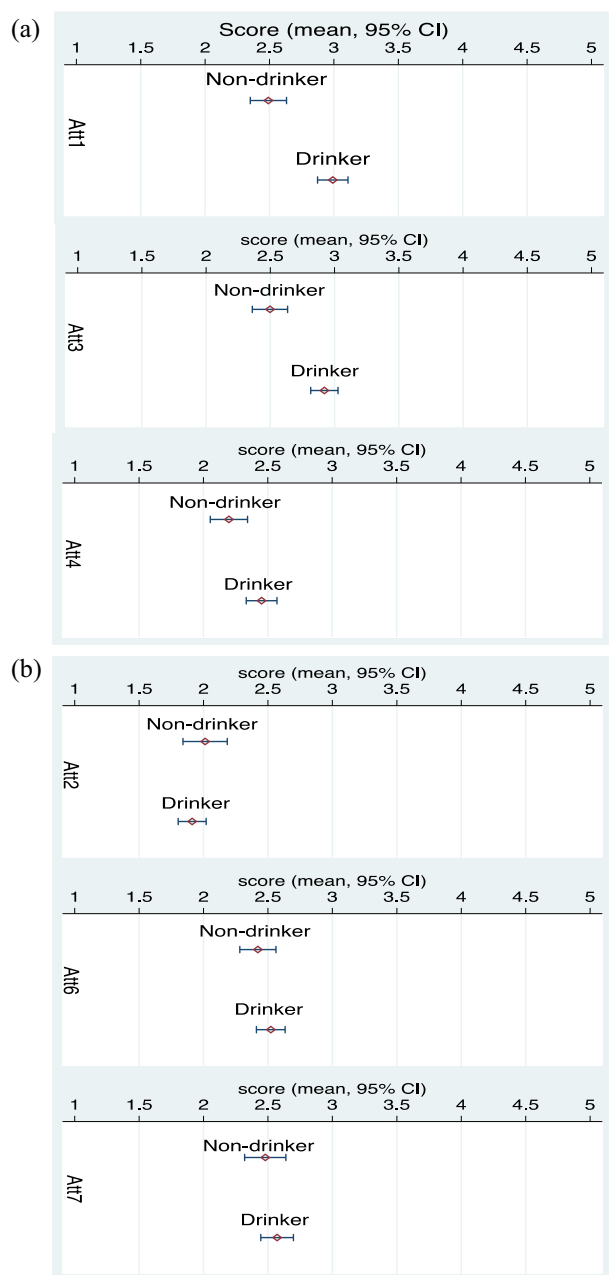 (a)
Score (mean, 95% CI)
1 1.5 2 2.5 3 3.5 4 4.5 5
Non-drinker
Att1
Drinker
score (mean, 95% CI)
1 1.5 2 2.5 3 3.5 4 4.5 5
Non-drinker
Att3
Drinker
score (mean, 95% CI)
1 1.5 2 2.5 3 3.5 4 4.5 5
Non-drinker
Att4
Drinker
(b)
score (mean, 95% CI)
1 1.5 2 2.5 3 3.5 4 4.5 5
Non-drinker
Att2
Drinker
score (mean, 95% CI)
1 1.5 2 2.5 3 3.5 4 4.5 5
Non-drinker
Att6
Drinker
score (mean, 95% CI)
1 1.5 2 2.5 3 3.5 4 4.5 5
Non-drinker
Att7
Drinker